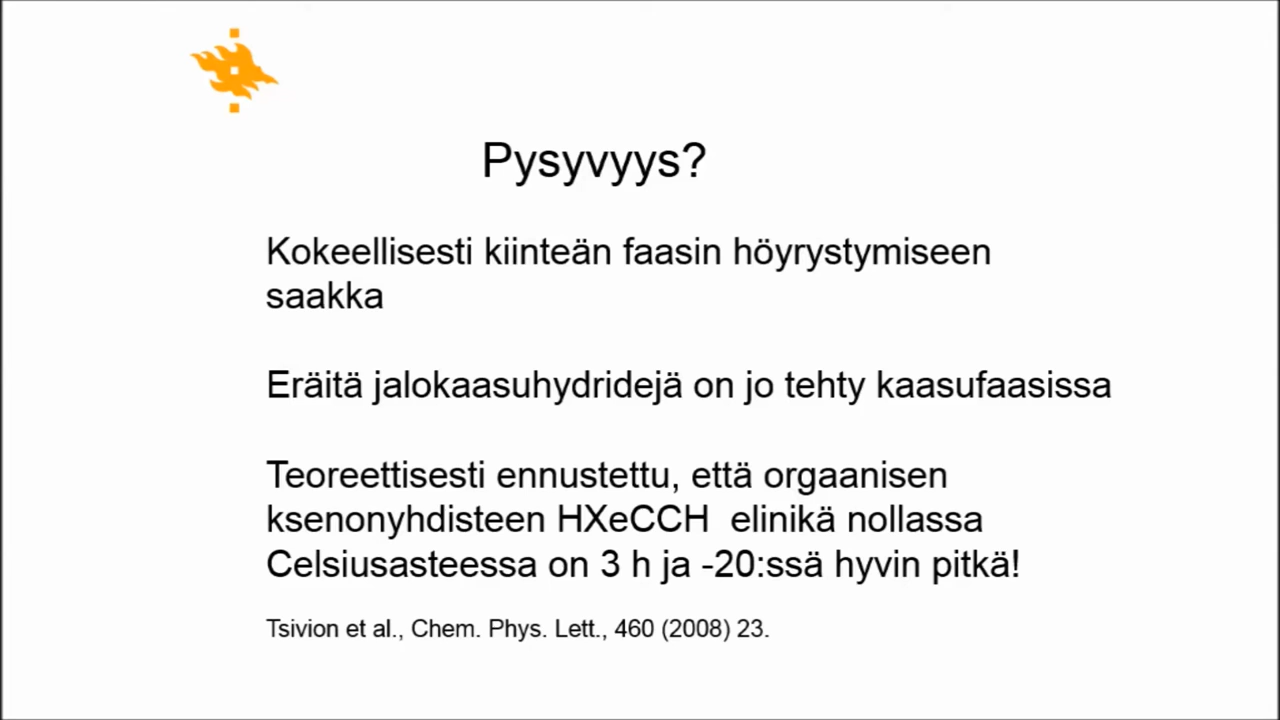 Pysyvyys?
Kokeellisesti kiinteän faasin höyrystymiseen
saakka
Eräitä jalokaasuhydridejä on jo tehty kaasufaasissa
Teoreettisesti ennustettu, että orgaanisen
ksenonyhdisteen HXeCCH elinikä nollassa
Celsiusasteessa on 3 h ja -20:ssä hyvin pitkä!
Tsivion et al., Chem. Phys. Lett., 460 (2008) 23.